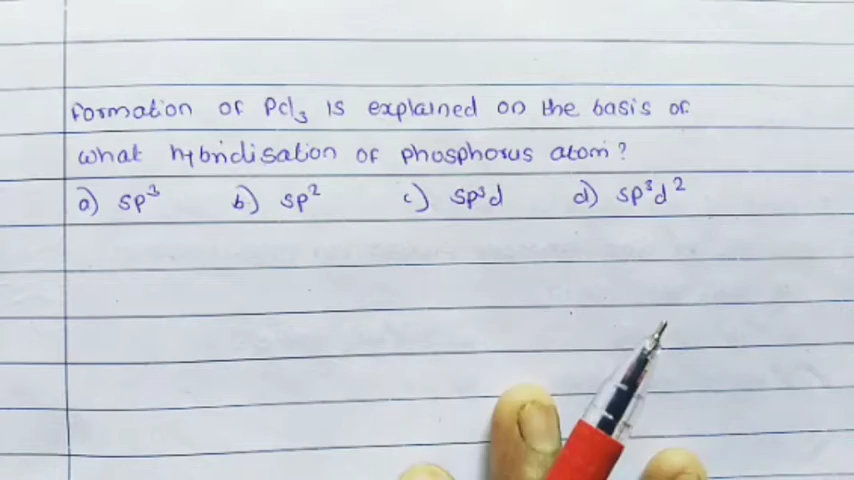 formation of PCl₃ is explained on the basis of
what hybridisation of phosphorus atom?
a) sp³ b) sp² c) sp³d d) sp³d²